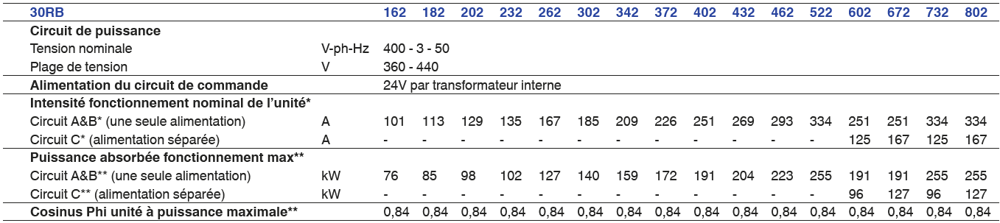 30RB 162 182 202 232 262 302 342 372 402 432 462 522 602 672 732 802
Circuit de puissance
Tension nominale V-ph-Hz 400 - 3 - 50
Plage de tension V 360 - 440
Alimentation du circuit de commande 24V par transformateur interne
Intensité fonctionnement nominal de l’unité*
Circuit A&B* (une seule alimentation) A 101 113 129 135 167 185 209 226 251 269 293 334 251 251 334 334
Circuit C* (alimentation séparée) A - - - - - - - - - - - - 125 167 125 167
Puissance absorbée fonctionnement max**
Circuit A&B** (une seule alimentation) kW 76 85 98 102 127 140 159 172 191 204 223 255 191 191 255 255
Circuit C** (alimentation séparée) kW - - - - - - - - - - - - 96 127 96 127
Cosinus Phi unité à puissance maximale** 0,84 0,84 0,84 0,84 0,84 0,84 0,84 0,84 0,84 0,84 0,84 0,84 0,84 0,84 0,84 0,84